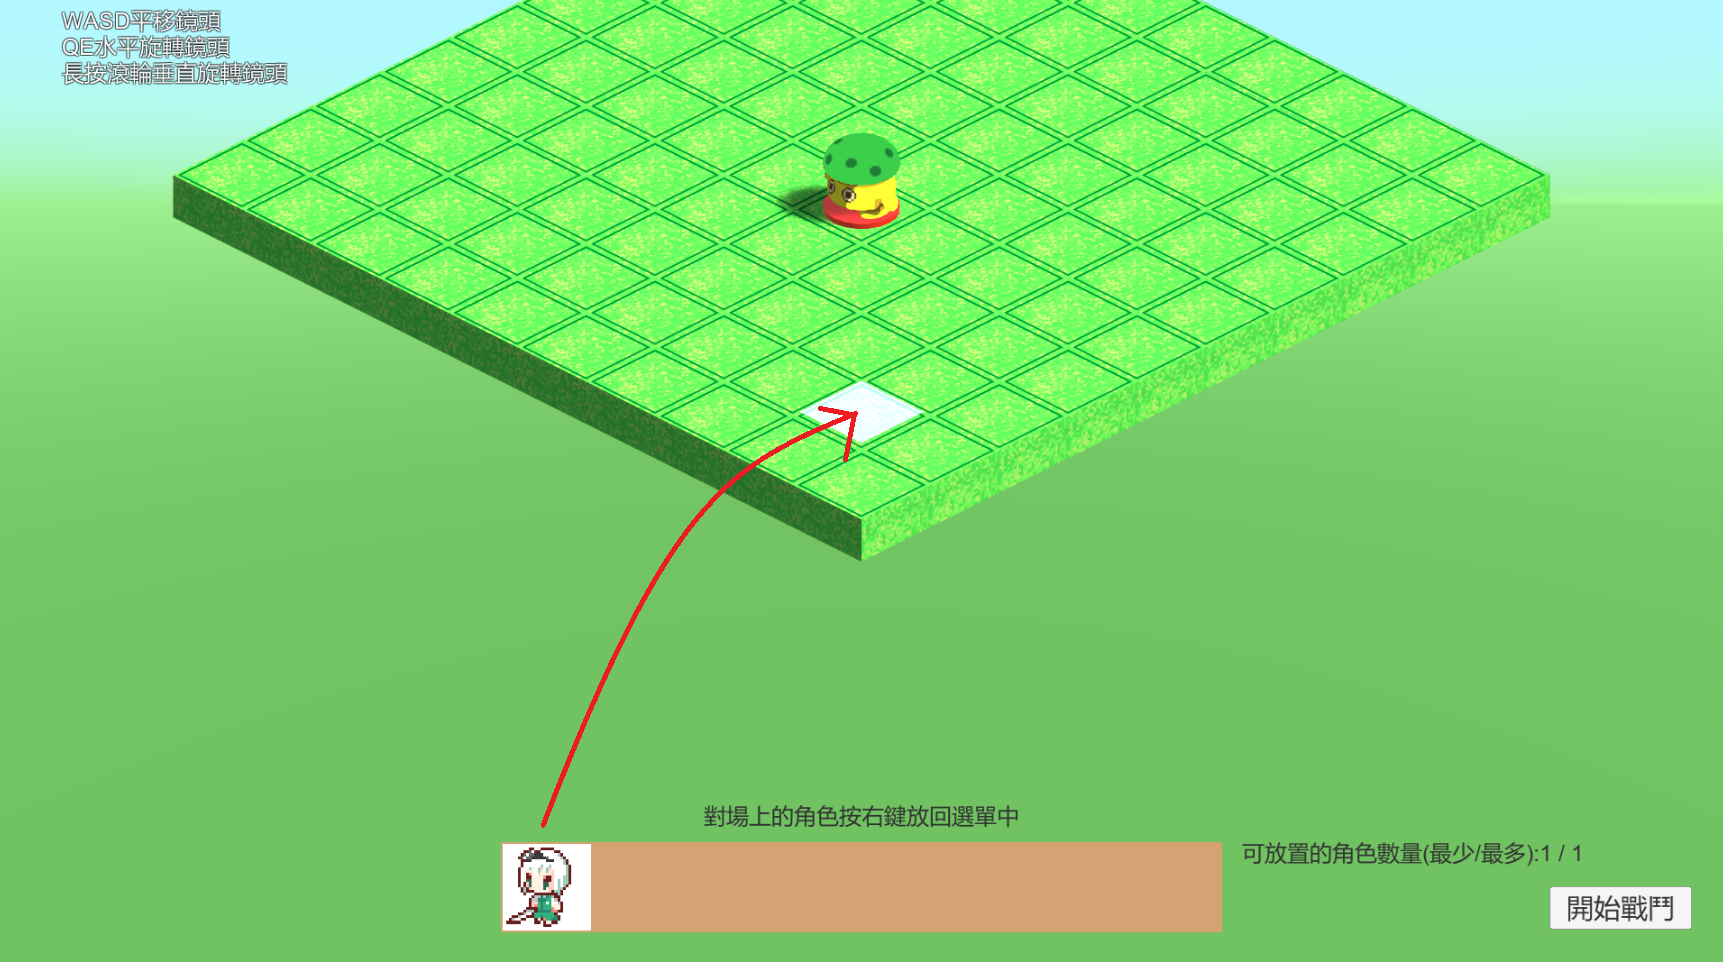 WASD平移鏡頭
QE水平旋轉鏡頭
長按滾輪垂直旋轉鏡頭
對場上的角色按右鍵放回選單中
可放置的角色數量(最少/最多):1 / 1
開始戰鬥